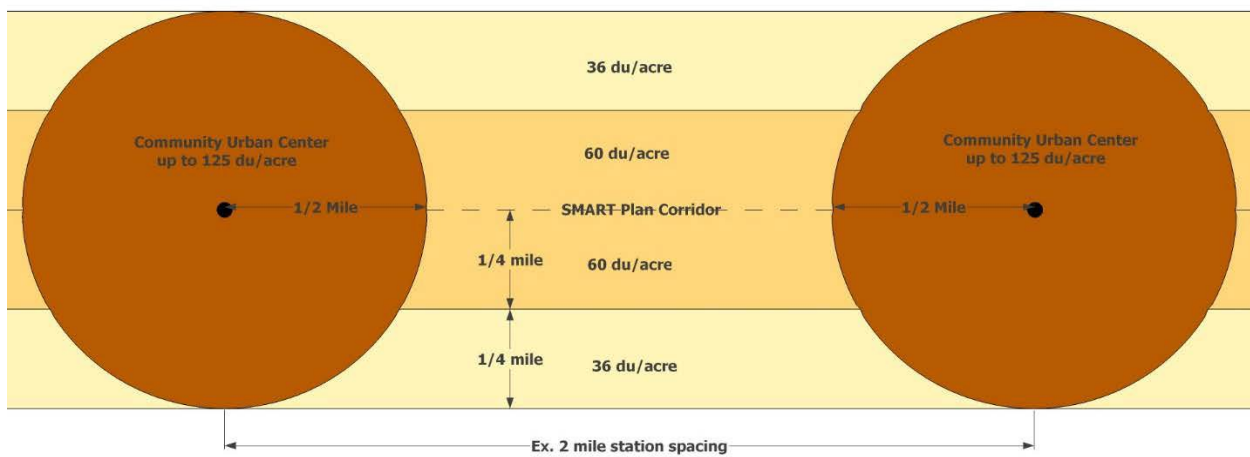 36 du/acre
Community Urban Center
up to 125 du/acre
Community Urban Center
up to 125 du/acre
60 du/acre
1/2 Mile
SMART Plan Corridor
1/2 Mile
1/4 mile
60 du/acre
1/4 mile
36 du/acre
Ex. 2 mile station spacing